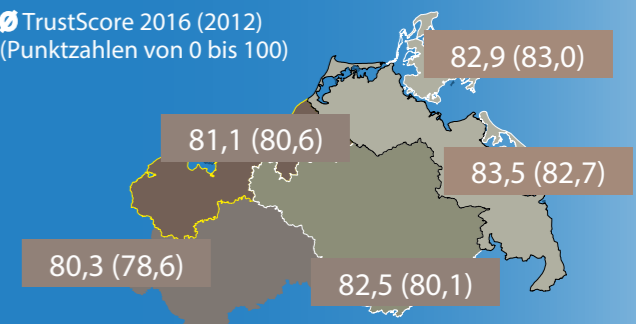 Ø TrustScore 2016 (2012)
(Punktzahlen von 0 bis 100)
82,9 (83,0)
81,1 (80,6)
83,5 (82,7)
80,3 (78,6)
82,5 (80,1)